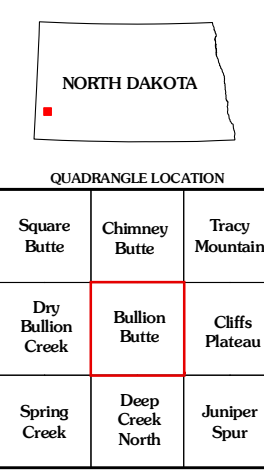 NORTH DAKOTA
QUADRANGLE LOCATION
Square
Butte
Chimney
Butte
Tracy
Mountain
Dry
Bullion
Creek
Bullion
Butte
Cliffs
Plateau
Spring
Creek
Deep
Creek
North
Juniper
Spur